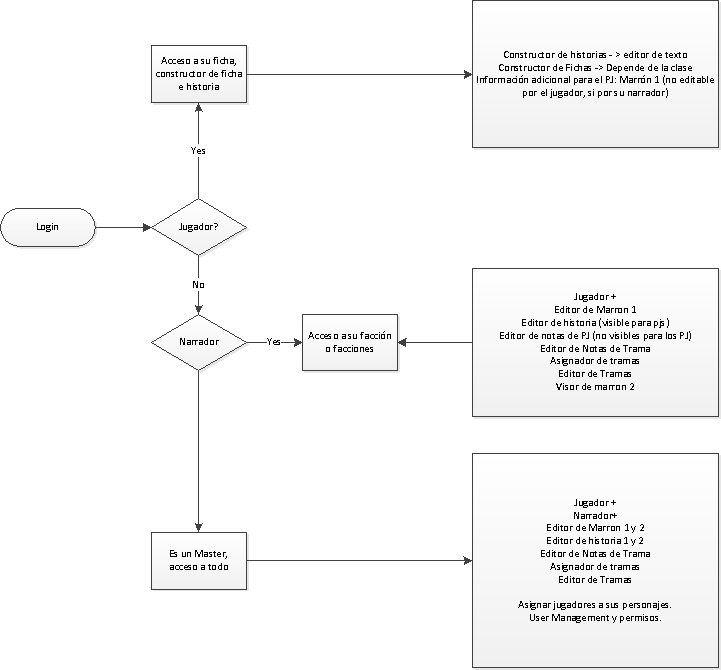 Acceso a su ficha,
constructor de ficha
e historia
Constructor de historias - > editor de texto
Constructor de Fichas -> Depende de la clase
Información adicional para el PJ: Marrón 1 (no editable
por el jugador, si por su narrador)
Yes
Login
Jugador?
No
Narrador
Yes
Acceso a su facción
o facciones
Jugador +
Editor de Marron 1
Editor de historia (visible para pjs)
Editor de notas de PJ (no visibles para los PJ)
Editor de Notas de Trama
Asignador de tramas
Editor de Tramas
Visor de marron 2
Es un Master,
acceso a todo
Jugador +
Narrador+
Editor de Marron 1 y 2
Editor de historia 1 y 2
Editor de Notas de Trama
Asignador de tramas
Editor de Tramas
Asignar jugadores a sus personajes.
User Management y permisos.